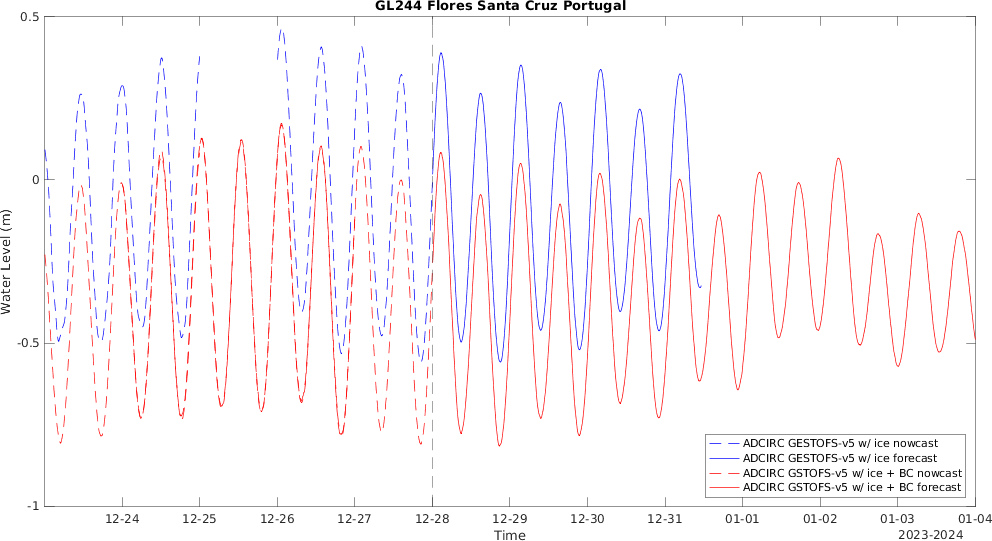 GL244 Flores Santa Cruz Portugal
0.5
0
-0.5
-1
Water Level (m)
12-24
12-25
12-26
12-27
12-28
12-29
12-30
12-31
01-01
01-02
01-03
01-04
Time
2023-2024
ADCIRC GESTOFS-v5 w/ ice nowcast
ADCIRC GESTOFS-v5 w/ ice forecast
ADCIRC GSTOFS-v5 w/ ice + BC nowcast
ADCIRC GSTOFS-v5 w/ ice + BC forecast